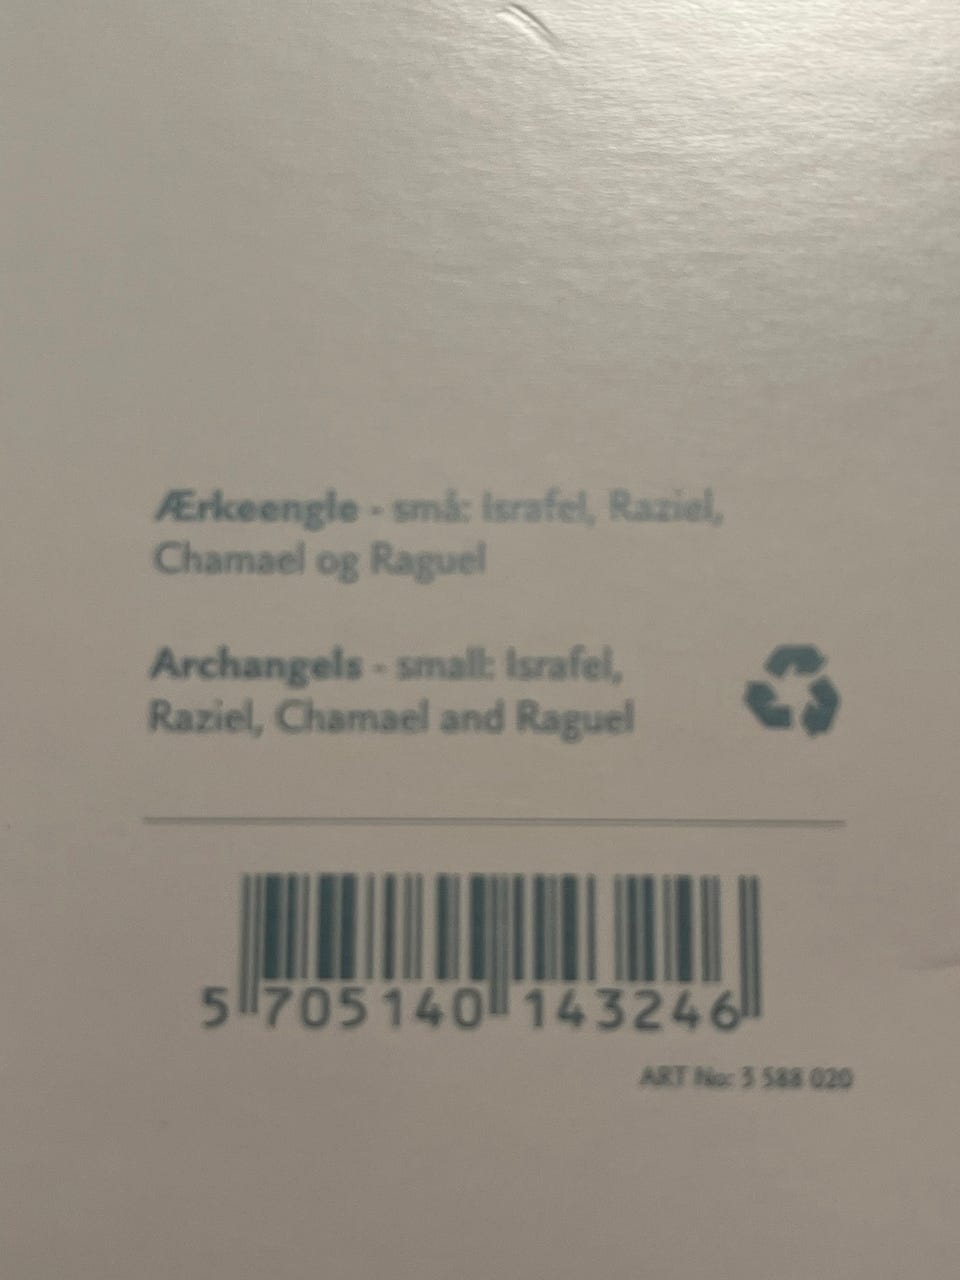 Ærkeengle - små: Israfel, Raziel,
Chamael og Raguel
Archangels - small: Israfel,
Raziel, Chamael and Raguel
5 705140 143246
ART No: 3 588 020